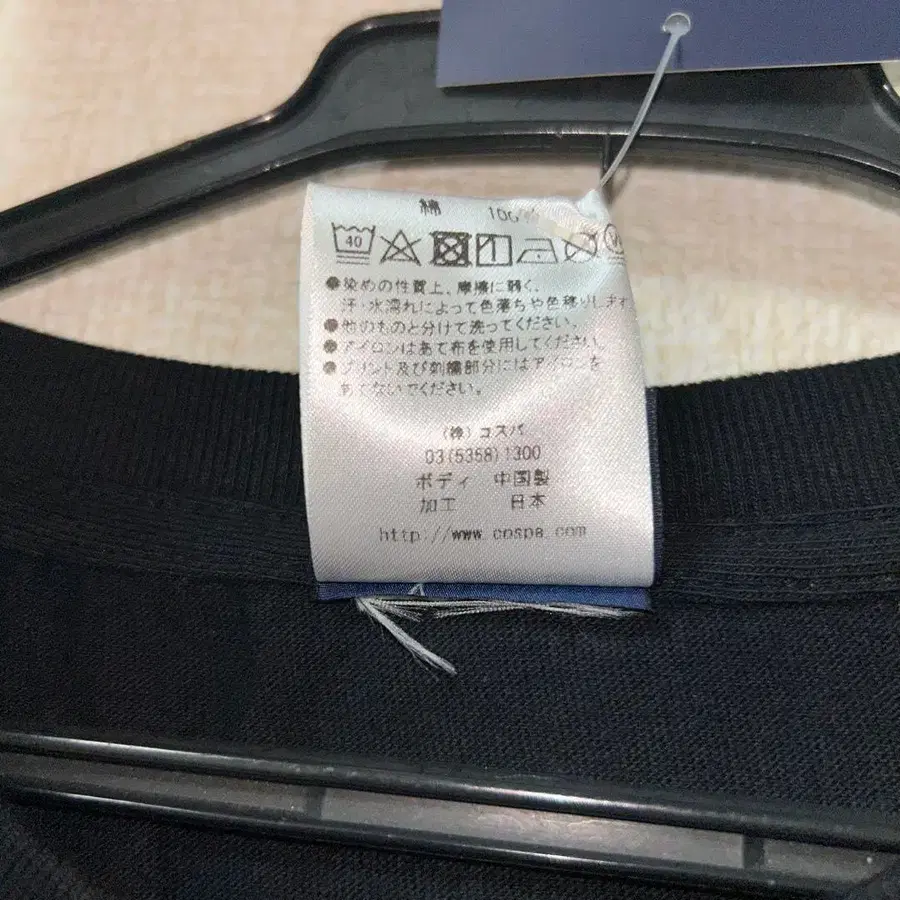 綿 100%
40
●染めの性質上、摩擦に弱く、
汗・水濡れによって色落ちや色移りします
●他のものと分けて洗ってください。
●アイロンはあて布を使用してください。
●プリント及び刺繍部分にはアイロンを
あてないでください。
(株)コスパ
03(5358)1300
ボディ 中国製
加工 日本
http://www.cospa.com